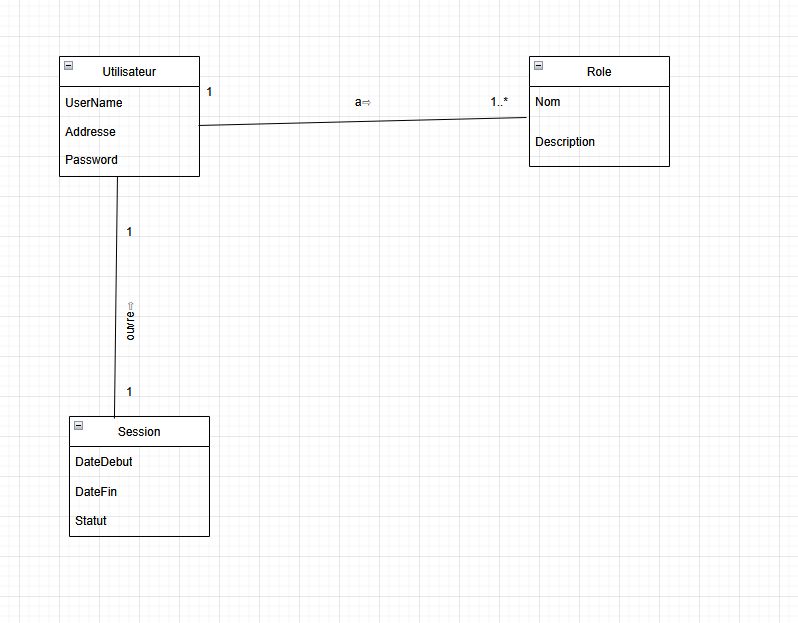 Utilisateur
UserName
Addresse
Password
1
a⇨
1..*
Role
Nom
Description
1
ouvre⇨
1
Session
DateDebut
DateFin
Statut